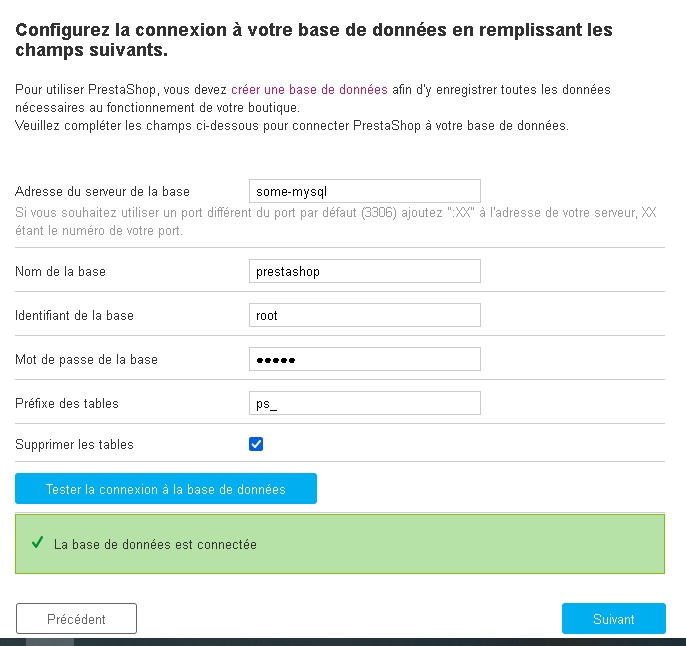 Configurez la connexion à votre base de données en remplissant les
champs suivants.
Pour utiliser PrestaShop, vous devez créer une base de données afin d'y enregistrer toutes les données
nécessaires au fonctionnement de votre boutique.
Veuillez compléter les champs ci-dessous pour connecter PrestaShop à votre base de données.
Adresse du serveur de la base some-mysql
Si vous souhaitez utiliser un port différent du port par défaut (3306) ajoutez ":XX" à l'adresse de votre serveur, XX
étant le numéro de votre port.
Nom de la base prestashop
Identifiant de la base root
Mot de passe de la base •••••
Préfixe des tables ps_
Supprimer les tables
Tester la connexion à la base de données
La base de données est connectée
Précédent Suivant